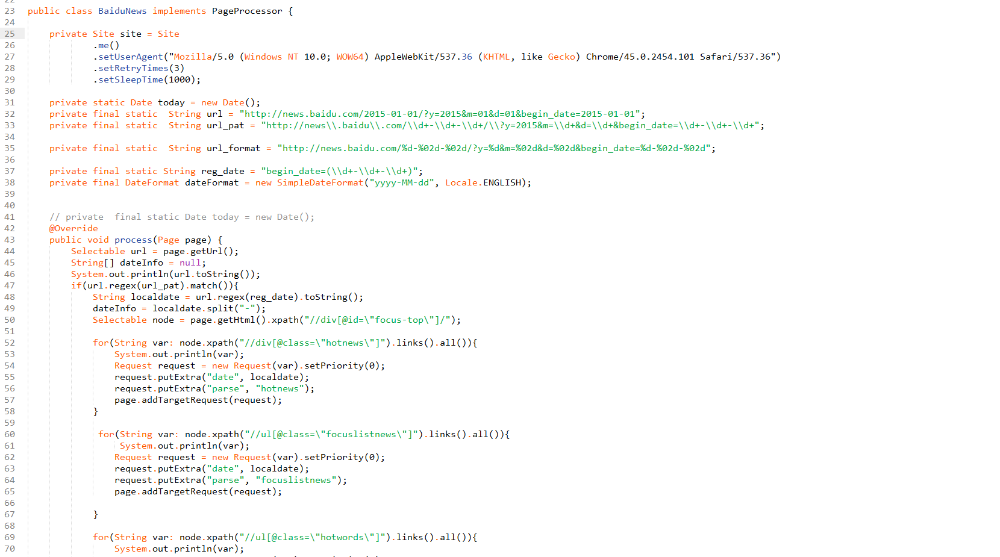 23 public class BaiduNews implements PageProcessor {
24
25 private Site site = Site
26 .me()
27 .setUserAgent("Mozilla/5.0 (Windows NT 10.0; WOW64) AppleWebKit/537.36 (KHTML, like Gecko) Chrome/45.0.2454.101 Safari/537.36")
28 .setRetryTimes(3)
29 .setSleepTime(1000);
30
31 private static Date today = new Date();
32 private final static  String url = "http://news.baidu.com/2015-01-01/?y=2015&m=01&d=01&begin_date=2015-01-01";
33 private final static  String url_pat = "http://news\\.baidu\\.com/\\d+-\\d+-\\d+/\\?y=2015&m=\\d+&d=\\d+&begin_date=\\d+-\\d+-\\d+";
34
35 private final static  String url_format = "http://news.baidu.com/%d-%02d-%02d/?y=%d&m=%02d&d=%02d&begin_date=%d-%02d-%02d";
36
37 private final static String reg_date = "begin_date=(\\d+-\\d+-\\d+)";
38 private final DateFormat dateFormat = new SimpleDateFormat("yyyy-MM-dd", Locale.ENGLISH);
39
40
41 // private  final static Date today = new Date();
42 @Override
43 public void process(Page page) {
44 Selectable url = page.getUrl();
45 String[] dateInfo = null;
46 System.out.println(url.toString());
47 if(url.regex(url_pat).match()){
48 String localdate = url.regex(reg_date).toString();
49 dateInfo = localdate.split("-");
50 Selectable node = page.getHtml().xpath("//div[@id=\"focus-top\"]/");
51
52 for(String var: node.xpath("//div[@class=\"hotnews\"]").links().all()){
53 System.out.println(var);
54 Request request = new Request(var).setPriority(0);
55 request.putExtra("date", localdate);
56 request.putExtra("parse", "hotnews");
57 page.addTargetRequest(request);
58 }
59
60 for(String var: node.xpath("//ul[@class=\"focuslistnews\"]").links().all()){
61 System.out.println(var);
62 Request request = new Request(var).setPriority(0);
63 request.putExtra("date", localdate);
64 request.putExtra("parse", "focuslistnews");
65 page.addTargetRequest(request);
66
67 }
68
69 for(String var: node.xpath("//ul[@class=\"hotwords\"]").links().all()){
70 System.out.println(var);